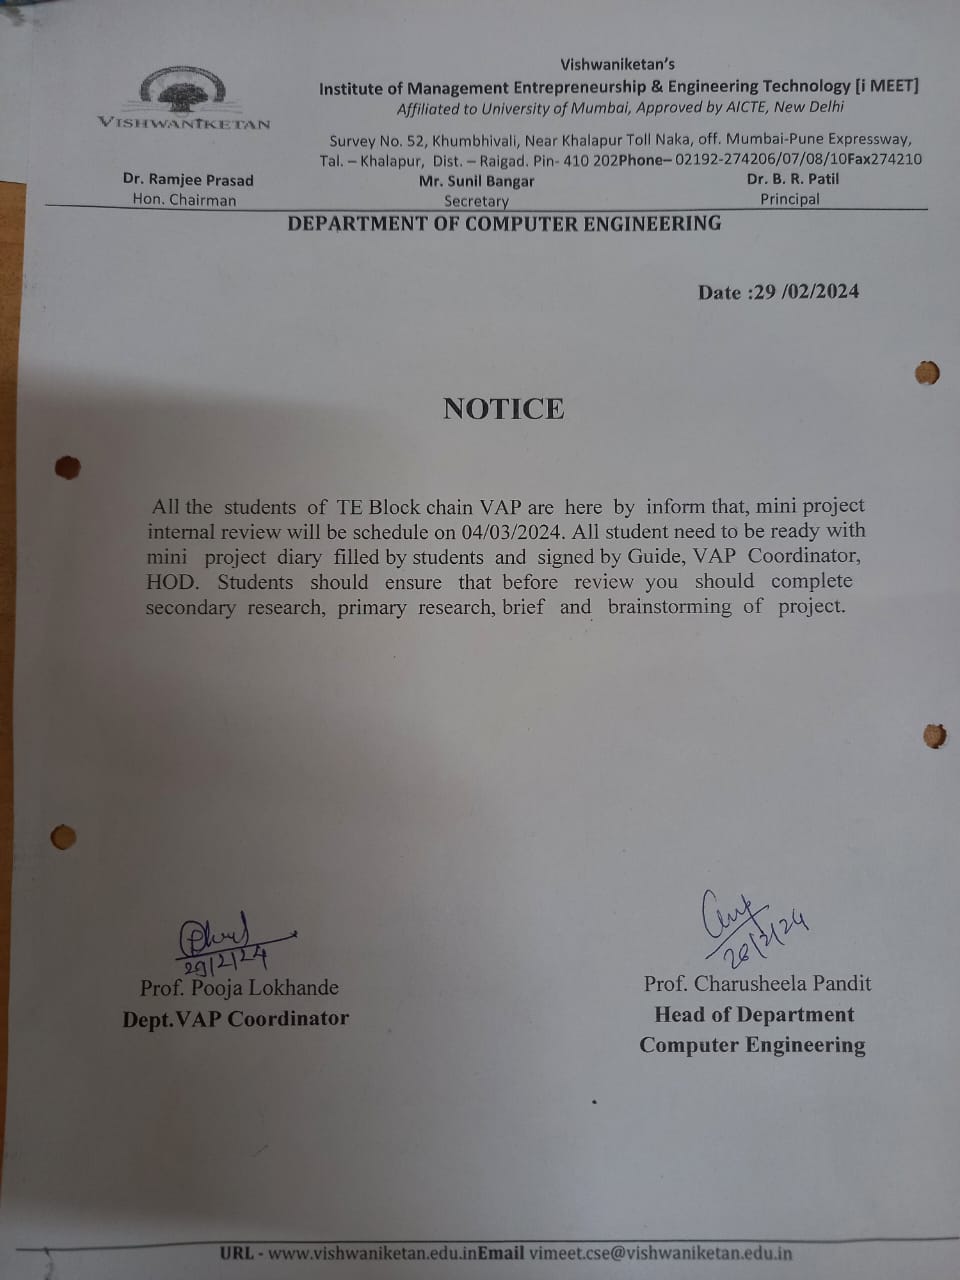 VISHWANIKETAN
Vishwaniketan's
Institute of Management Entrepreneurship & Engineering Technology [i MEET]
Affiliated to University of Mumbai, Approved by AICTE, New Delhi
Survey No. 52, Khumbhivali, Near Khalapur Toll Naka, off. Mumbai-Pune Expressway,
Tal. – Khalapur, Dist. – Raigad. Pin- 410 202Phone– 02192-274206/07/08/10Fax274210
Dr. Ramjee Prasad Mr. Sunil Bangar Dr. B. R. Patil
Hon. Chairman Secretary Principal
DEPARTMENT OF COMPUTER ENGINEERING
Date :29 /02/2024
NOTICE
All the students of TE Block chain VAP are here by inform that, mini project
internal review will be schedule on 04/03/2024. All student need to be ready with
mini project diary filled by students and signed by Guide, VAP Coordinator,
HOD. Students should ensure that before review you should complete
secondary research, primary research, brief and brainstorming of project.
29/2/24
Prof. Pooja Lokhande Prof. Charusheela Pandit
Dept.VAP Coordinator Head of Department
Computer Engineering
URL - www.vishwaniketan.edu.inEmail vimeet.cse@vishwaniketan.edu.in